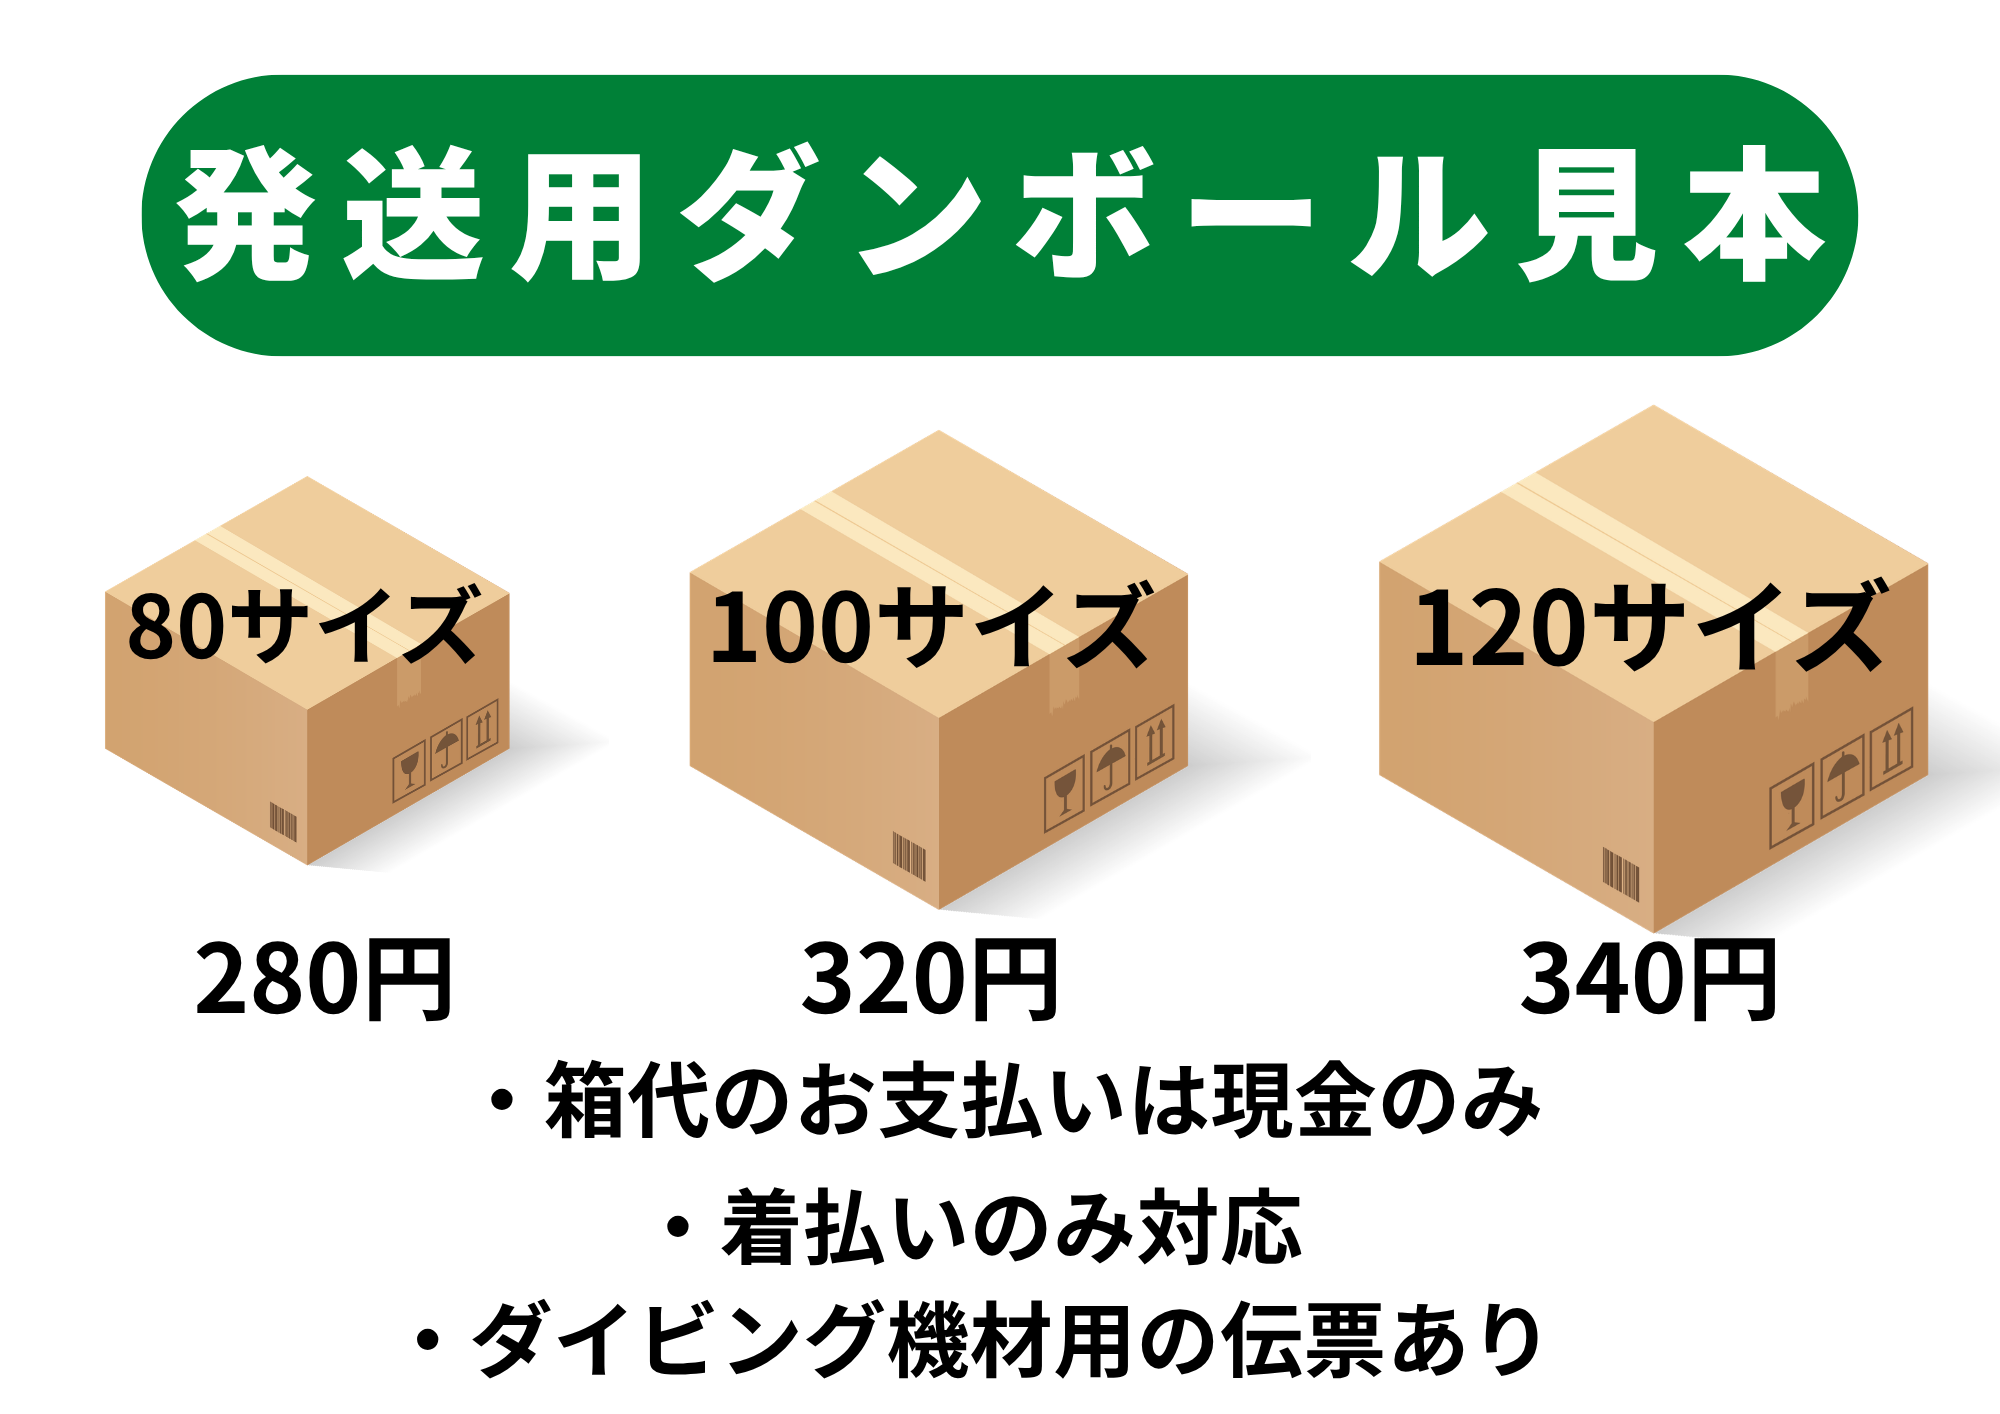 発送用ダンボール見本
80サイズ
100サイズ
120サイズ
280円
320円
340円
・箱代のお支払いは現金のみ
・着払いのみ対応
・ダイビング機材用の伝票あり